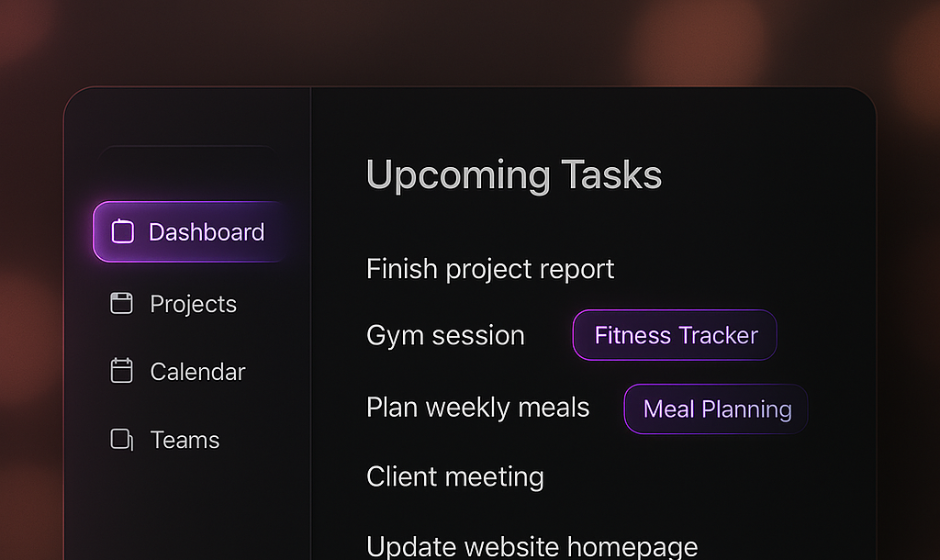 Upcoming Tasks
Dashboard
Projects
Calendar
Teams
Finish project report
Gym session Fitness Tracker
Plan weekly meals Meal Planning
Client meeting
Update website homepage